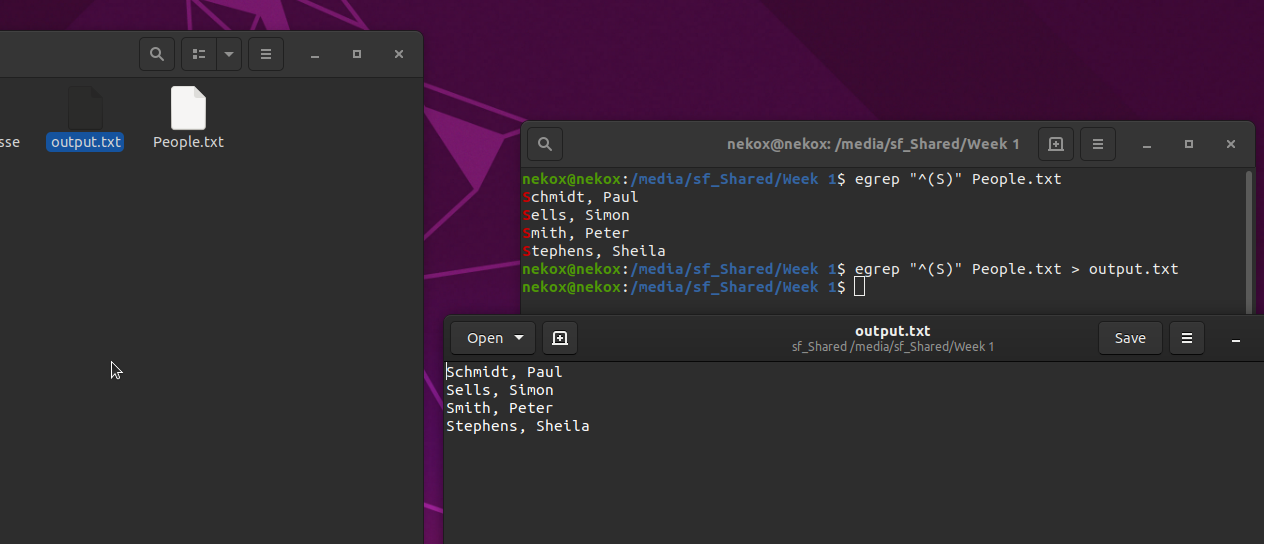 sse
output.txt
People.txt
nekox@nekox: /media/sf_Shared/Week 1
nekox@nekox:/media/sf_Shared/Week 1$ egrep "^(S)" People.txt
Schmidt, Paul
Sells, Simon
Smith, Peter
Stephens, Sheila
nekox@nekox:/media/sf_Shared/Week 1$ egrep "^(S)" People.txt > output.txt
nekox@nekox:/media/sf_Shared/Week 1$
Open
output.txt
sf_Shared /media/sf_Shared/Week 1
Save
Schmidt, Paul
Sells, Simon
Smith, Peter
Stephens, Sheila